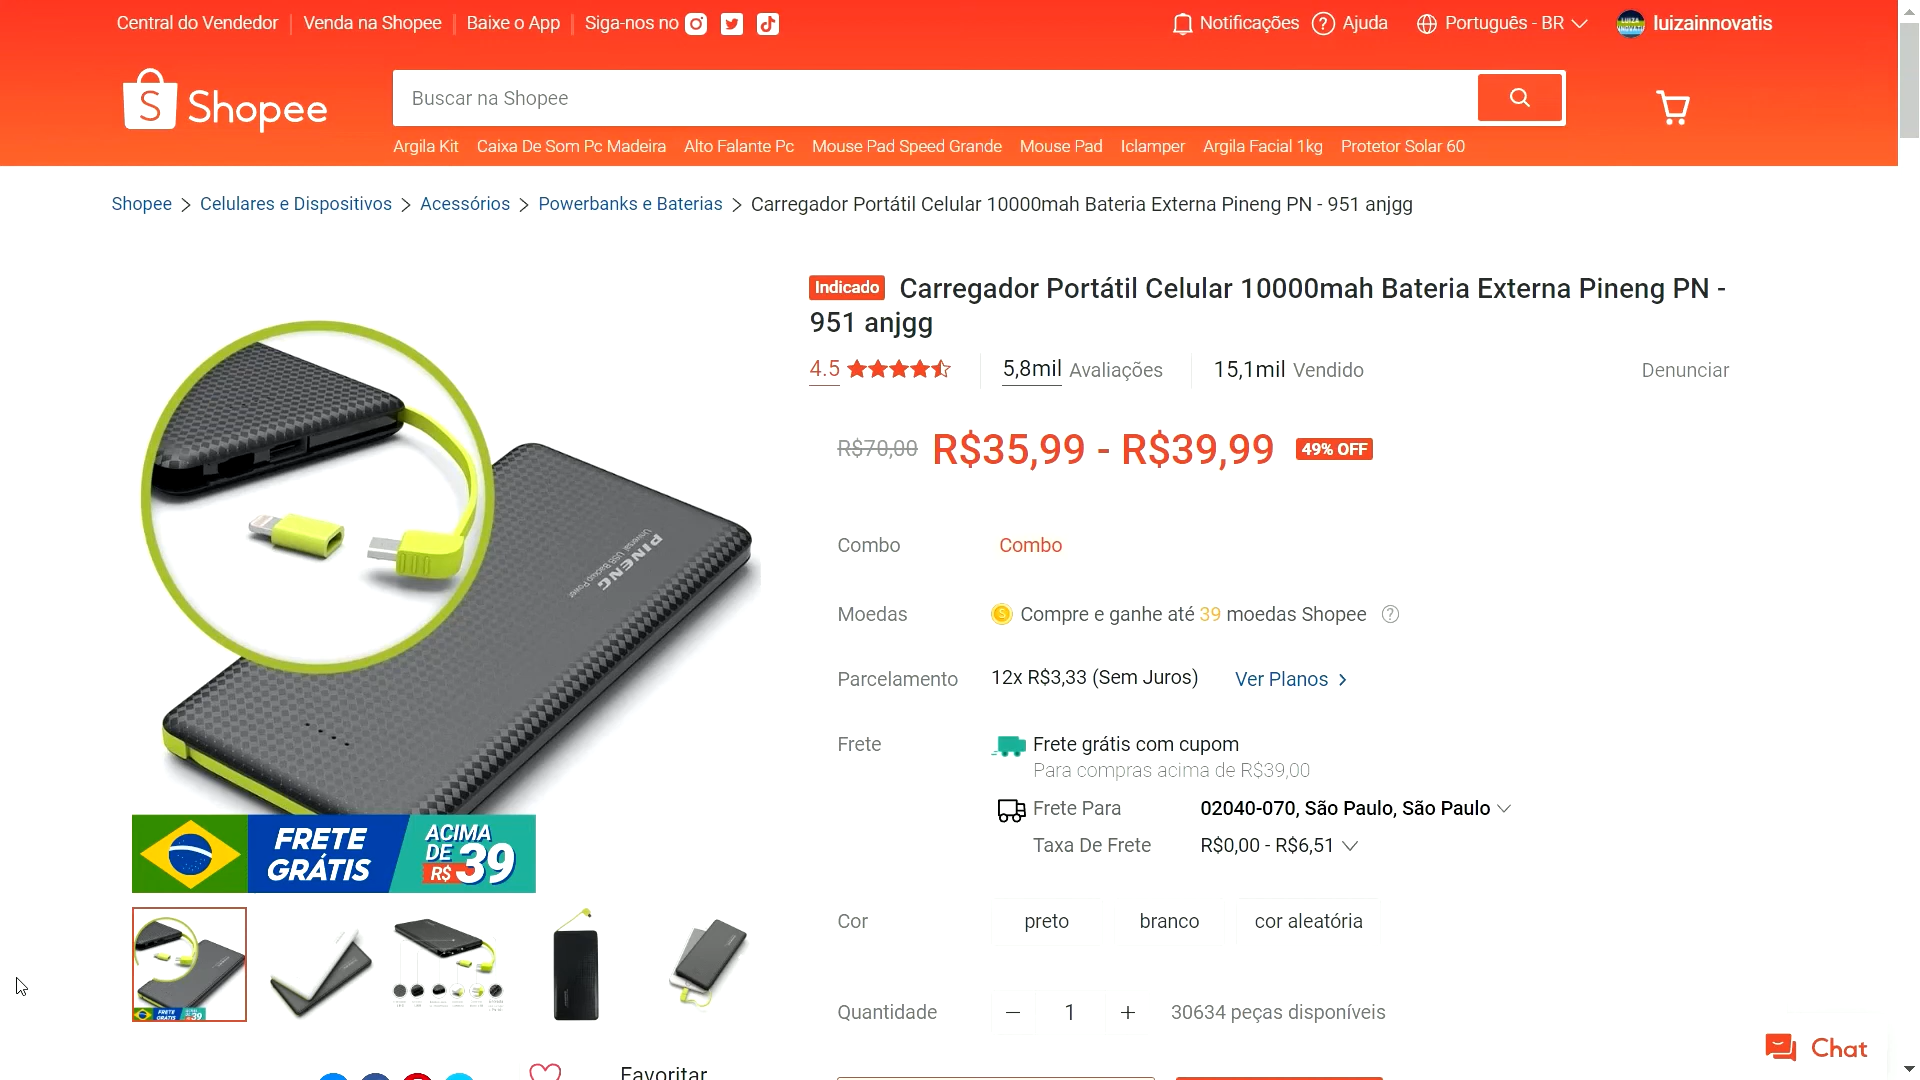 Central do Vendedor
Venda na Shopee
Baixe o App
Siga-nos no
Notificações
Ajuda
Português - BR
luizainnovatis
Shopee
Buscar na Shopee
Argila Kit Caixa De Som Pc Madeira Alto Falante Pc Mouse Pad Speed Grande Mouse Pad Iclamper Argila Facial 1kg Protetor Solar 60
Shopee > Celulares e Dispositivos > Acessórios > Powerbanks e Baterias > Carregador Portátil Celular 10000mah Bateria Externa Pineng PN - 951 anjgg
PINENG
Universal USB Backup Power
FRETE GRÁTIS
ACIMA DE R$ 39
Indicado Carregador Portátil Celular 10000mah Bateria Externa Pineng PN -
951 anjgg
4.5 5,8mil Avaliações 15,1mil Vendido Denunciar
R$70,00 R$35,99 - R$39,99 49% OFF
Combo Combo
Moedas Compre e ganhe até 39 moedas Shopee ?
Parcelamento 12x R$3,33 (Sem Juros) Ver Planos >
Frete Frete grátis com cupom
Para compras acima de R$39,00
Frete Para 02040-070, São Paulo, São Paulo
Taxa De Frete R$0,00 - R$6,51
Cor preto branco cor aleatória
Quantidade − 1 + 30634 peças disponíveis
Favoritar
Chat